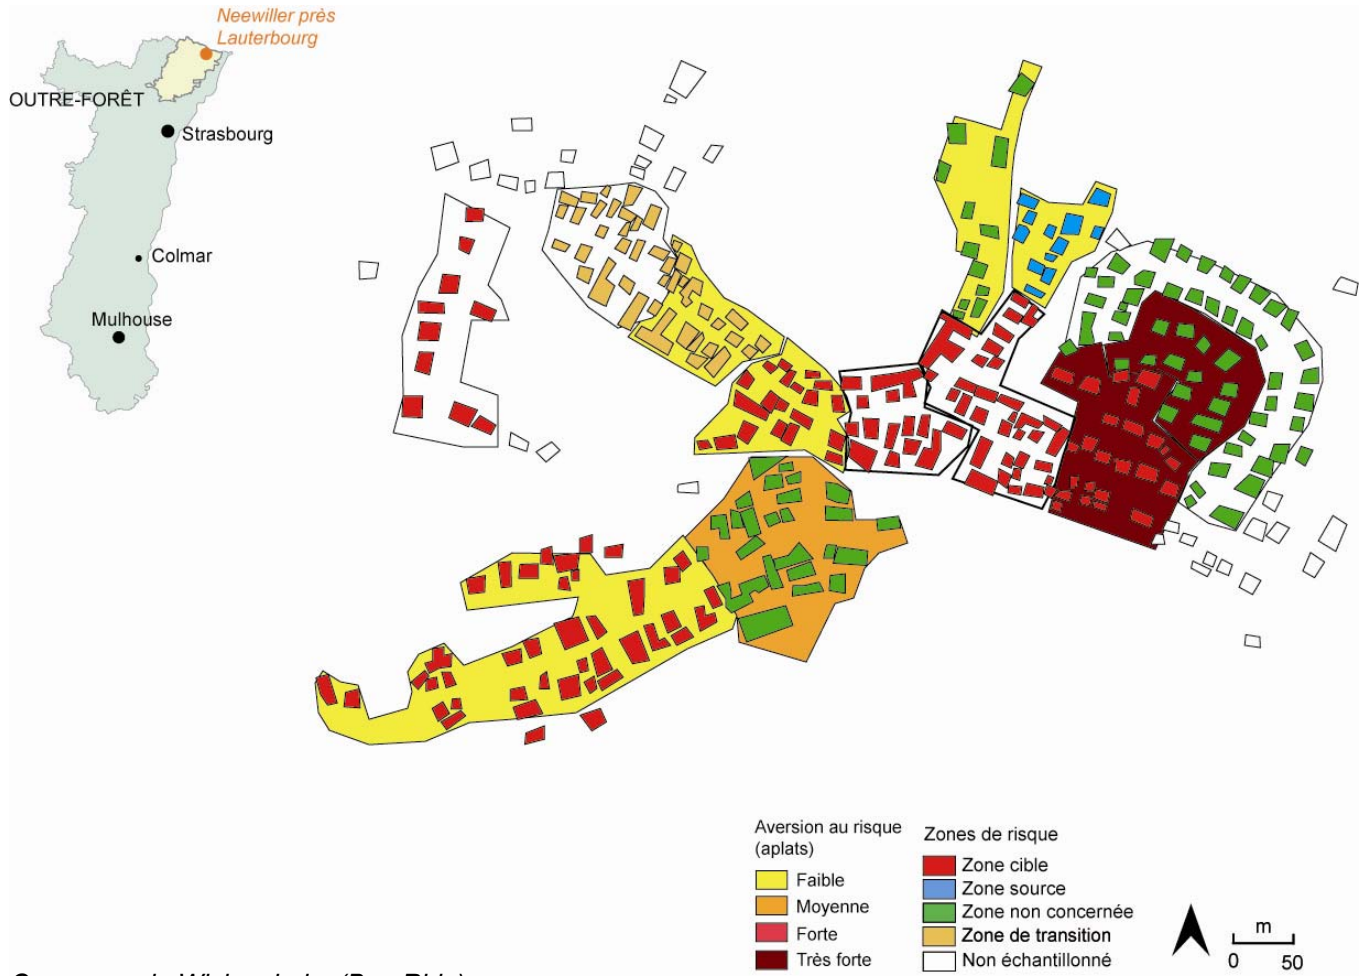 Neewiller près
Lauterbourg
OUTRE-FORÊT
Strasbourg
Colmar
Mulhouse
Aversion au risque
(aplats)
Faible
Moyenne
Forte
Très forte
Zones de risque
Zone cible
Zone source
Zone non concernée
Zone de transition
Non échantillonné
m
0 50